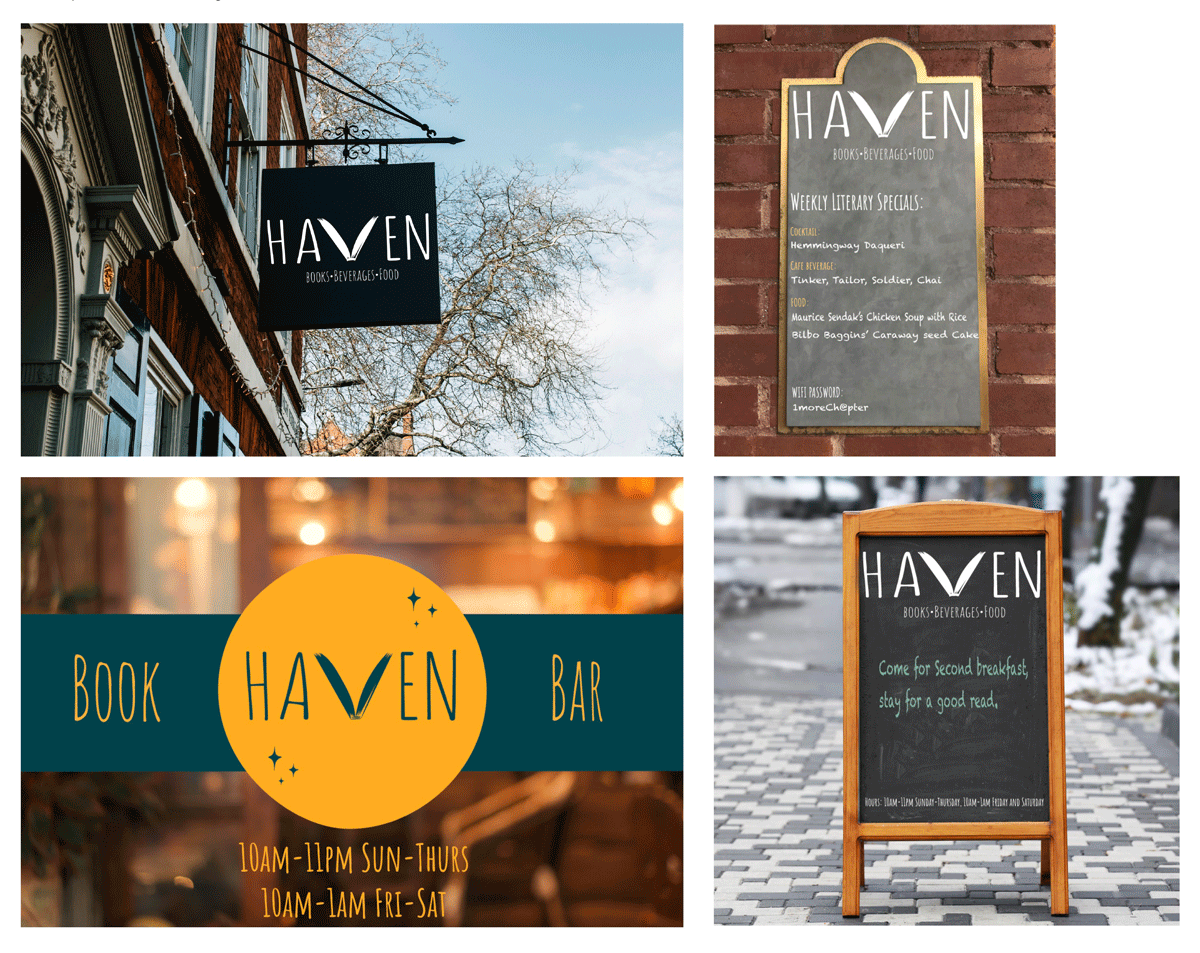 HAVEN
BOOKS•BEVERAGES•FOOD
HAVEN
BOOKS•BEVERAGES•FOOD
WEEKLY LITERARY SPECIALS:
COCKTAIL:
Hemmingway Daqueri
CAFE BEVERAGE:
Tinker, Tailor, Soldier, Chai
FOOD:
Maurice Sendak's Chicken Soup with Rice
Bilbo Baggins' Caraway seed Cake
WIFI PASSWORD:
1moreCh@pter
BOOK HAVEN BAR
10AM-11PM SUN-THURS
10AM-1AM FRI-SAT
HAVEN
BOOKS•BEVERAGES•FOOD
Come for Second breakfast,
stay for a good read.
HOURS: 10AM-11PM SUNDAY-THURSDAY, 10AM-1AM FRIDAY AND SATURDAY